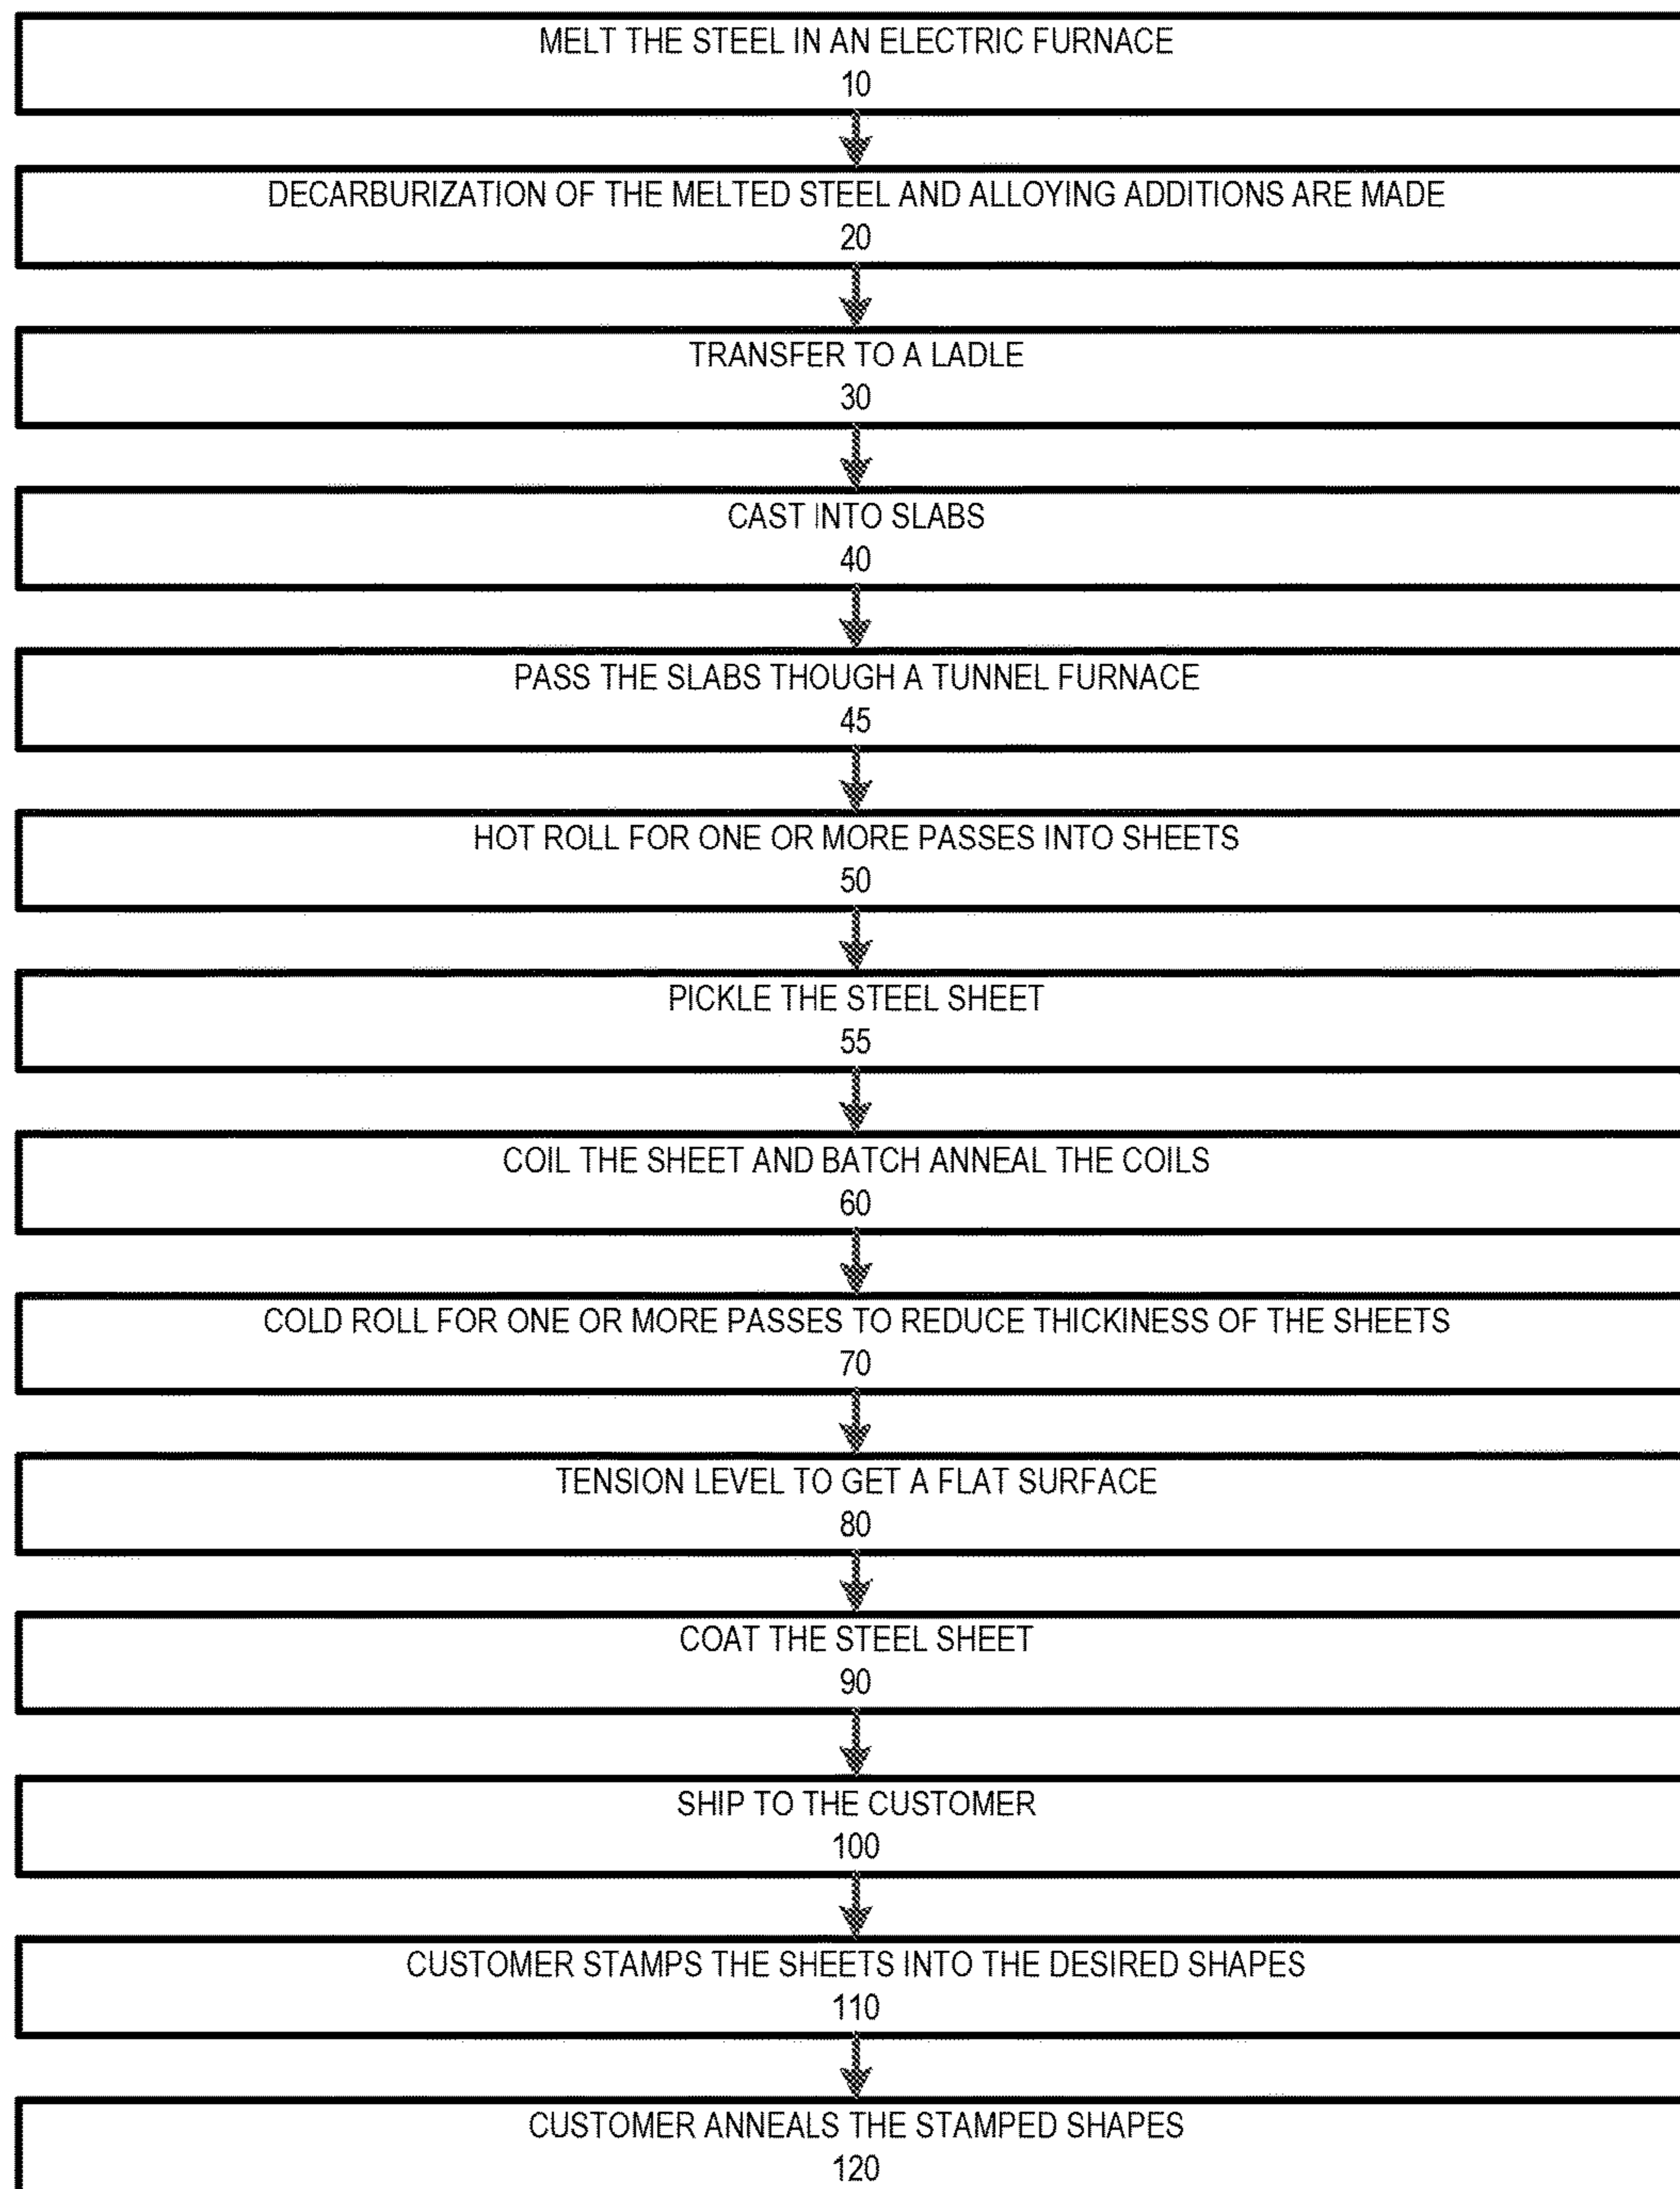 MELT THE STEEL IN AN ELECTRIC FURNACE
10
DECARBURIZATION OF THE MELTED STEEL AND ALLOYING ADDITIONS ARE MADE
20
TRANSFER TO A LADLE
30
CAST INTO SLABS
40
PASS THE SLABS THOUGH A TUNNEL FURNACE
45
HOT ROLL FOR ONE OR MORE PASSES INTO SHEETS
50
PICKLE THE STEEL SHEET
55
COIL THE SHEET AND BATCH ANNEAL THE COILS
60
COLD ROLL FOR ONE OR MORE PASSES TO REDUCE THICKINESS OF THE SHEETS
70
TENSION LEVEL TO GET A FLAT SURFACE
80
COAT THE STEEL SHEET
90
SHIP TO THE CUSTOMER
100
CUSTOMER STAMPS THE SHEETS INTO THE DESIRED SHAPES
110
CUSTOMER ANNEALS THE STAMPED SHAPES
120